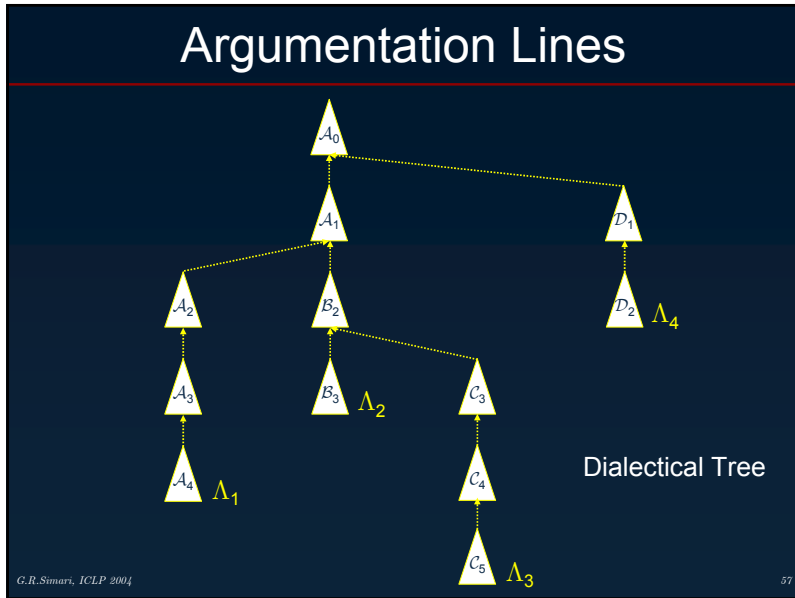 Argumentation Lines
𝒜₀
𝒜₁
𝒟₁
𝒜₂
ℬ₂
𝒟₂
Λ₄
𝒜₃
ℬ₃
Λ₂
𝒞₃
𝒜₄
Λ₁
𝒞₄
Dialectical Tree
𝒞₅
Λ₃
G.R.Simari, ICLP 2004
57